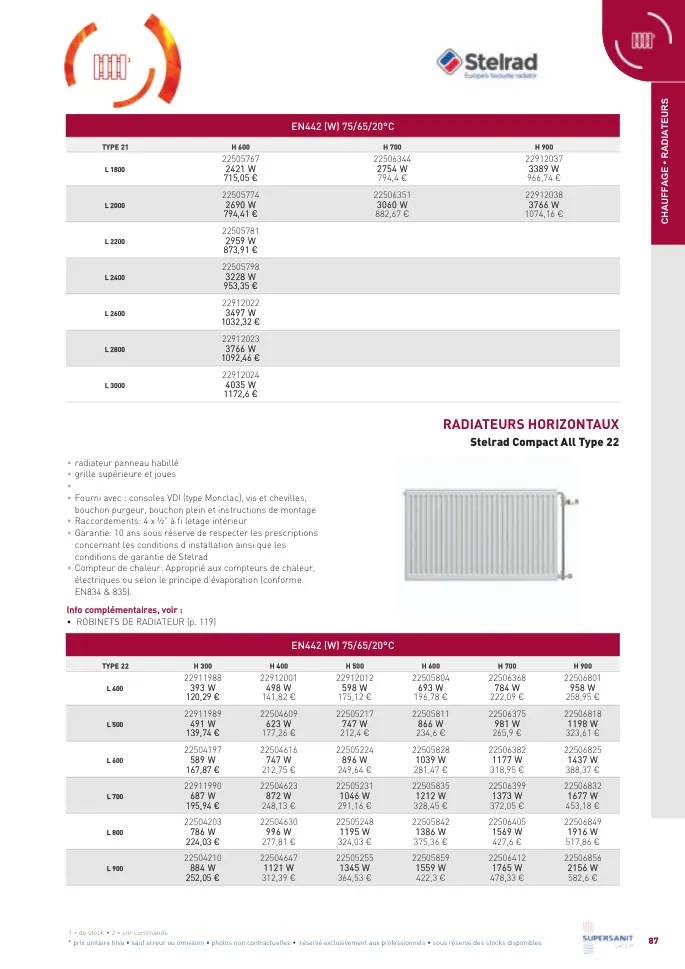 Stelrad
Europe's favourite radiator
CHAUFFAGE • RADIATEURS
EN442 (W) 75/65/20°C
TYPE 21 H 600 H 700 H 900
22505767 22506344 22912037
L 1800 2421 W 2754 W 3389 W
715,05 € 794,4 € 966,74 €
22505774 22506351 22912038
L 2000 2690 W 3060 W 3766 W
794,41 € 882,67 € 1074,16 €
22505781
L 2200 2959 W
873,91 €
22505798
L 2400 3228 W
953,35 €
22912022
L 2600 3497 W
1032,32 €
22912023
L 2800 3766 W
1092,46 €
22912024
L 3000 4035 W
1172,6 €
RADIATEURS HORIZONTAUX
Stelrad Compact All Type 22
• radiateur panneau habillé
• grille supérieure et joues
•
• Fourni avec : consoles VDI (type Monclac), vis et chevilles,
bouchon purgeur, bouchon plein et instructions de montage
• Raccordements: 4 x ½" à fi letage intérieur
• Garantie: 10 ans sous réserve de respecter les prescriptions
concernant les conditions d'installation ainsi que les
conditions de garantie de Stelrad
• Compteur de chaleur: Approprié aux compteurs de chaleur,
électriques ou selon le principe d'évaporation (conforme
EN834 & 835).
Info complémentaires, voir :
• ROBINETS DE RADIATEUR (p. 119)
EN442 (W) 75/65/20°C
TYPE 22 H 300 H 400 H 500 H 600 H 700 H 900
22911988 22912001 22912012 22505804 22506368 22506801
L 400 393 W 498 W 598 W 693 W 784 W 958 W
120,29 € 141,82 € 175,12 € 196,78 € 222,09 € 258,95 €
22911989 22504609 22505217 22505811 22506375 22506818
L 500 491 W 623 W 747 W 866 W 981 W 1198 W
139,74 € 177,26 € 212,4 € 234,6 € 265,9 € 323,61 €
22504197 22504616 22505224 22505828 22506382 22506825
L 600 589 W 747 W 896 W 1039 W 1177 W 1437 W
167,87 € 212,75 € 249,64 € 281,47 € 318,95 € 388,37 €
22911990 22504623 22505231 22505835 22506399 22506832
L 700 687 W 872 W 1046 W 1212 W 1373 W 1677 W
195,94 € 248,13 € 291,16 € 328,45 € 372,05 € 453,18 €
22504203 22504630 22505248 22505842 22506405 22506849
L 800 786 W 996 W 1195 W 1386 W 1569 W 1916 W
224,03 € 277,81 € 324,03 € 375,36 € 427,6 € 517,86 €
22504210 22504647 22505255 22505859 22506412 22506856
L 900 884 W 1121 W 1345 W 1559 W 1765 W 2156 W
252,05 € 312,39 € 364,53 € 422,3 € 478,33 € 582,6 €
1 = de stock • 2 = sur commande
* prix unitaire htva • sauf erreur ou omission • photos non contractuelles • réservé exclusivement aux professionnels • sous réserve des stocks disponibles
SUPERSANIT
GROUP
87